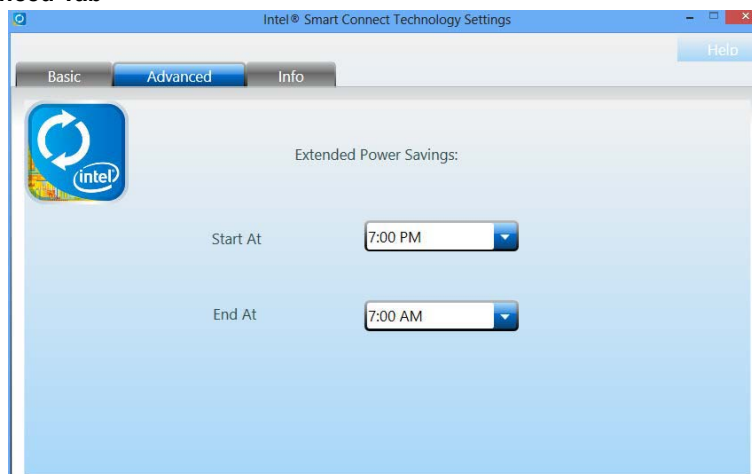 Tab
Intel® Smart Connect Technology Settings
Help
Basic Advanced Info
intel
Extended Power Savings:
Start At 7:00 PM
End At 7:00 AM